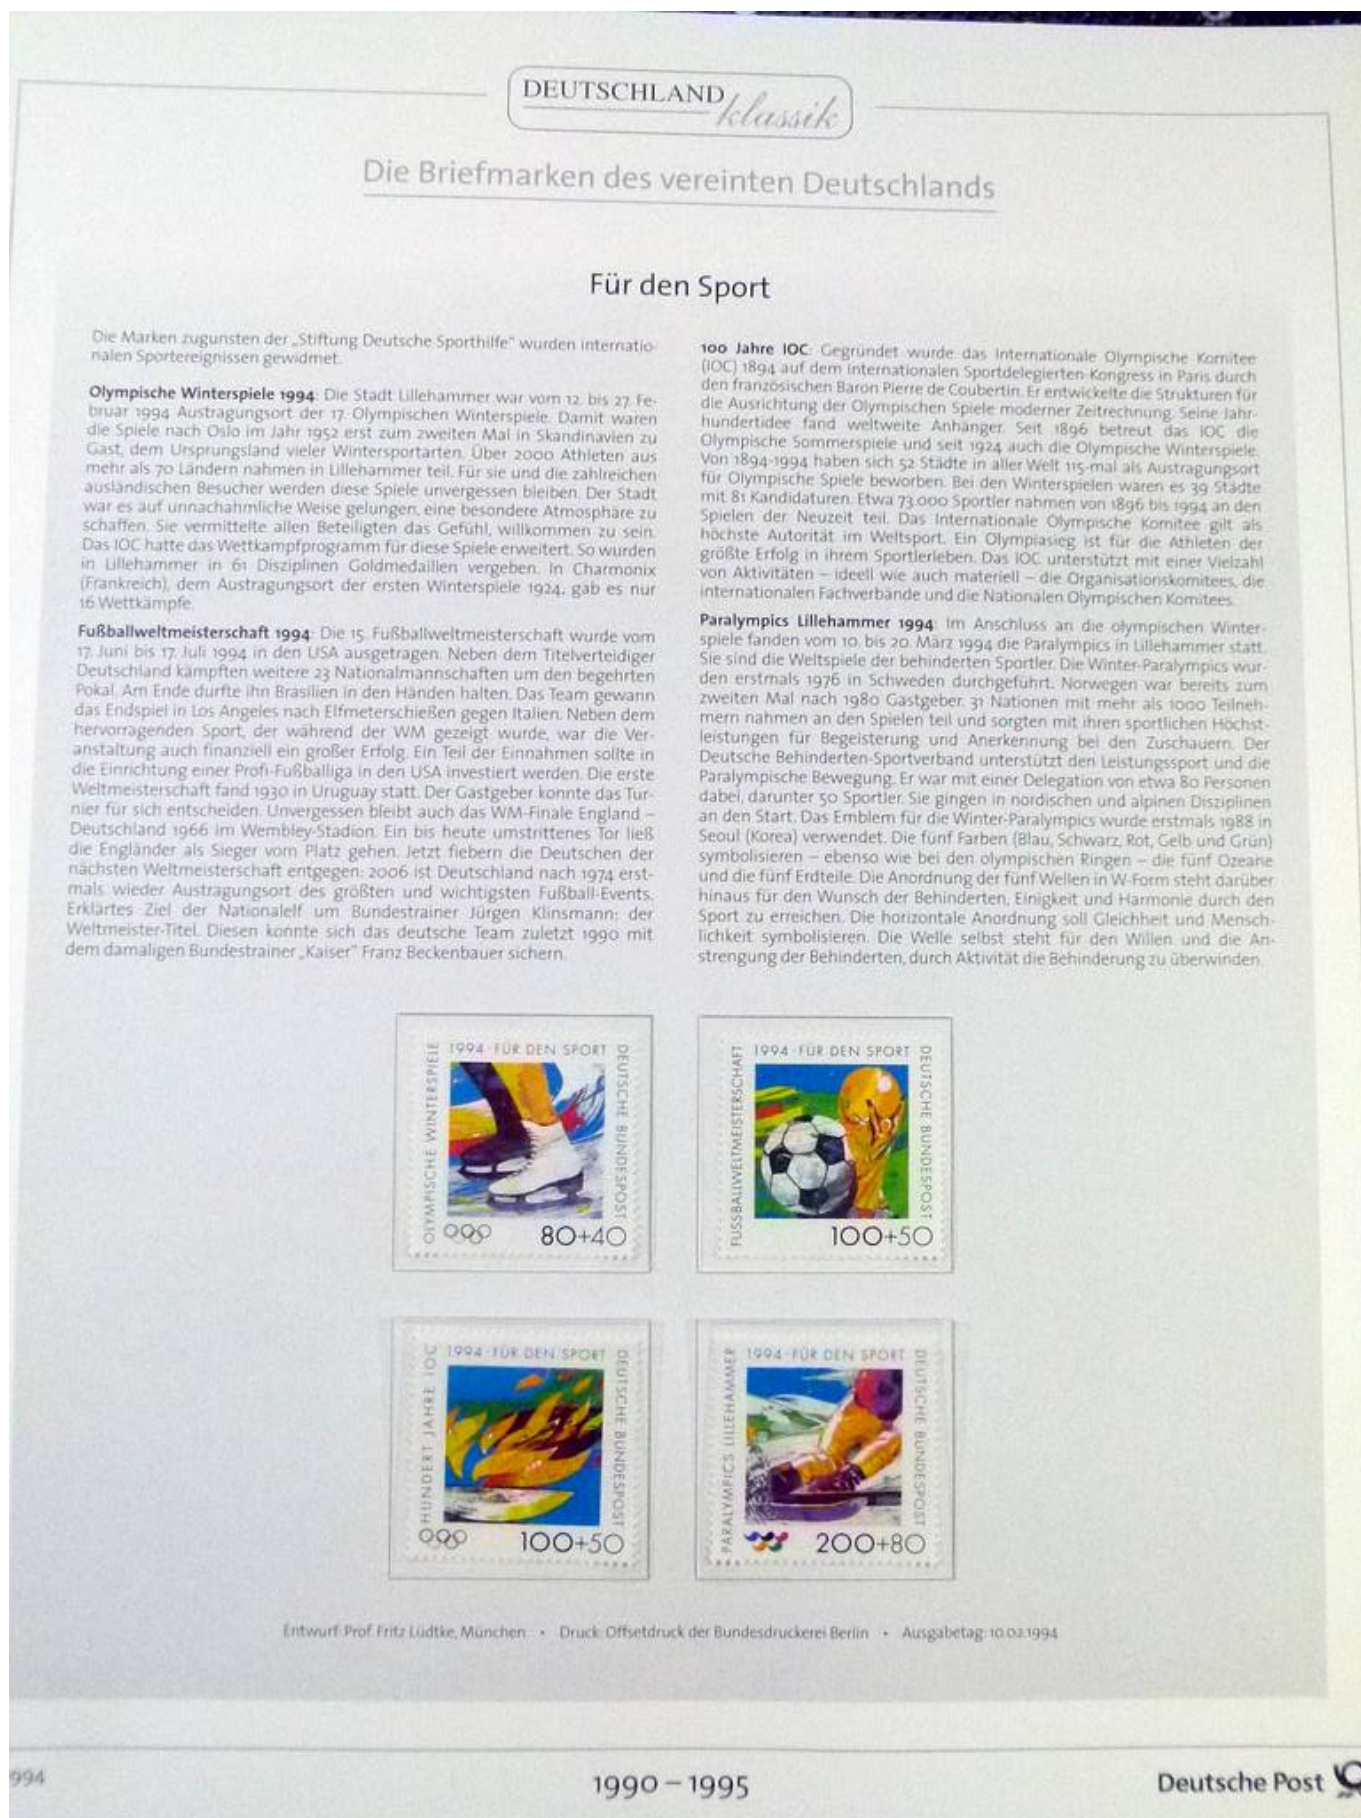 DEUTSCHLAND
klassik
Die Briefmarken des vereinten Deutschlands
Für den Sport
Die Marken zugunsten der „Stiftung Deutsche Sporthilfe" wurden internatio-
nalen Sportereignissen gewidmet.
Olympische Winterspiele 1994: Die Stadt Lillehammer war vom 12. bis 27. Fe-
bruar 1994 Austragungsort der 17. Olympischen Winterspiele. Damit waren
die Spiele nach Oslo im Jahr 1952 erst zum zweiten Mal in Skandinavien zu
Gast, dem Ursprungsland vieler Wintersportarten. Über 2000 Athleten aus
mehr als 70 Ländern nahmen in Lillehammer teil. Für sie und die zahlreichen
ausländischen Besucher werden diese Spiele unvergessen bleiben. Der Stadt
war es auf unnachahmliche Weise gelungen, eine besondere Atmosphäre zu
schaffen. Sie vermittelte allen Beteiligten das Gefühl, willkommen zu sein.
Das IOC hatte das Wettkampfprogramm für diese Spiele erweitert. So wurden
in Lillehammer in 61 Disziplinen Goldmedaillen vergeben. In Charmonix
(Frankreich), dem Austragungsort der ersten Winterspiele 1924, gab es nur
16 Wettkämpfe.
Fußballweltmeisterschaft 1994: Die 15. Fußballweltmeisterschaft wurde vom
17. Juni bis 17. Juli 1994 in den USA ausgetragen. Neben dem Titelverteidiger
Deutschland kämpften weitere 23 Nationalmannschaften um den begehrten
Pokal. Am Ende durfte ihn Brasilien in den Händen halten. Das Team gewann
das Endspiel in Los Angeles nach Elfmeterschießen gegen Italien. Neben dem
hervorragenden Sport, der während der WM gezeigt wurde, war die Ver-
anstaltung auch finanziell ein großer Erfolg. Ein Teil der Einnahmen sollte in
die Einrichtung einer Profi-Fußballiga in den USA investiert werden. Die erste
Weltmeisterschaft fand 1930 in Uruguay statt. Der Gastgeber konnte das Tur-
nier für sich entscheiden. Unvergessen bleibt auch das WM-Finale England –
Deutschland 1966 im Wembley-Stadion. Ein bis heute umstrittenes Tor ließ
die Engländer als Sieger vom Platz gehen. Jetzt fiebern die Deutschen der
nächsten Weltmeisterschaft entgegen: 2006 ist Deutschland nach 1974 erst-
mals wieder Austragungsort des größten und wichtigsten Fußball-Events.
Erklärtes Ziel der Nationalelf um Bundestrainer Jürgen Klinsmann: der
Weltmeister-Titel. Diesen konnte sich das deutsche Team zuletzt 1990 mit
dem damaligen Bundestrainer „Kaiser" Franz Beckenbauer sichern.
100 Jahre IOC: Gegründet wurde das Internationale Olympische Komitee
(IOC) 1894 auf dem internationalen Sportdelegierten-Kongress in Paris durch
den französischen Baron Pierre de Coubertin. Er entwickelte die Strukturen für
die Ausrichtung der Olympischen Spiele moderner Zeitrechnung. Seine Jahr-
hundertidee fand weltweite Anhänger. Seit 1896 betreut das IOC die
Olympische Sommerspiele und seit 1924 auch die Olympische Winterspiele.
Von 1894-1994 haben sich 52 Städte in aller Welt 115-mal als Austragungsort
für Olympische Spiele beworben. Bei den Winterspielen waren es 39 Städte
mit 81 Kandidaturen. Etwa 73.000 Sportler nahmen von 1896 bis 1994 an den
Spielen der Neuzeit teil. Das Internationale Olympische Komitee gilt als
höchste Autorität im Weltsport. Ein Olympiasieg ist für die Athleten der
größte Erfolg in ihrem Sportlerleben. Das IOC unterstützt mit einer Vielzahl
von Aktivitäten – ideell wie auch materiell – die Organisationskomitees, die
internationalen Fachverbände und die Nationalen Olympischen Komitees.
Paralympics Lillehammer 1994: Im Anschluss an die olympischen Winter-
spiele fanden vom 10. bis 20. März 1994 die Paralympics in Lillehammer statt.
Sie sind die Weltspiele der behinderten Sportler. Die Winter-Paralympics wur-
den erstmals 1976 in Schweden durchgeführt. Norwegen war bereits zum
zweiten Mal nach 1980 Gastgeber. 31 Nationen mit mehr als 1000 Teilneh-
mern nahmen an den Spielen teil und sorgten mit ihren sportlichen Höchst-
leistungen für Begeisterung und Anerkennung bei den Zuschauern. Der
Deutsche Behinderten-Sportverband unterstützt den Leistungssport und die
Paralympische Bewegung. Er war mit einer Delegation von etwa 80 Personen
dabei, darunter 50 Sportler. Sie gingen in nordischen und alpinen Disziplinen
an den Start. Das Emblem für die Winter-Paralympics wurde erstmals 1988 in
Seoul (Korea) verwendet. Die fünf Farben (Blau, Schwarz, Rot, Gelb und Grün)
symbolisieren – ebenso wie bei den olympischen Ringen – die fünf Ozeane
und die fünf Erdteile. Die Anordnung der fünf Wellen in W-Form steht darüber
hinaus für den Wunsch der Behinderten, Einigkeit und Harmonie durch den
Sport zu erreichen. Die horizontale Anordnung soll Gleichheit und Mensch-
lichkeit symbolisieren. Die Welle selbst steht für den Willen und die An-
strengung der Behinderten, durch Aktivität die Behinderung zu überwinden.
1994 · FÜR DEN SPORT
OLYMPISCHE WINTERSPIELE
DEUTSCHE BUNDESPOST
80+40
1994 · FÜR DEN SPORT
FUSSBALLWELTMEISTERSCHAFT
DEUTSCHE BUNDESPOST
100+50
1994 · FÜR DEN SPORT
HUNDERT JAHRE IOC
DEUTSCHE BUNDESPOST
100+50
1994 · FÜR DEN SPORT
PARALYMPICS LILLEHAMMER
DEUTSCHE BUNDESPOST
200+80
Entwurf: Prof. Fritz Lüdtke, München • Druck: Offsetdruck der Bundesdruckerei Berlin • Ausgabetag: 10.02.1994
994
1990 – 1995
Deutsche Post